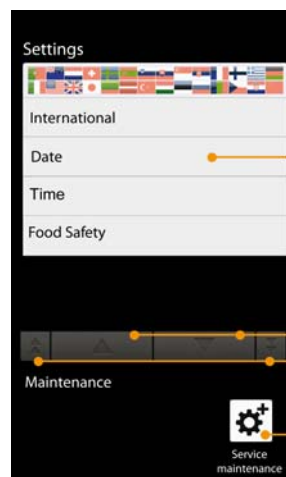 Settings
International
Date
Time
Food Safety
Maintenance
Service
maintenance